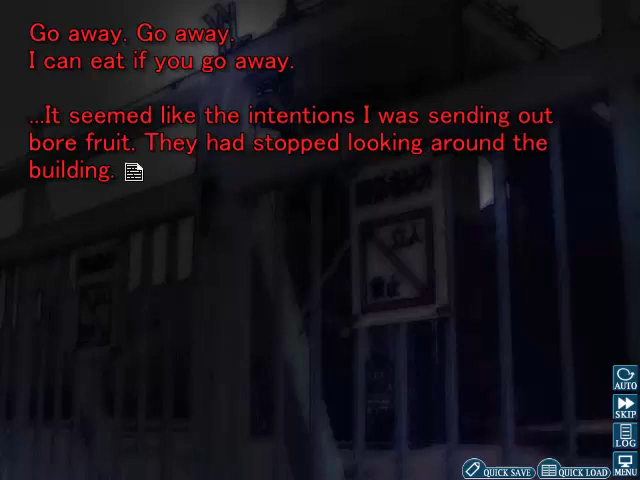 Go away. Go away.
I can eat if you go away.
...It seemed like the intentions I was sending out
bore fruit. They had stopped looking around the
building.
AUTO
SKIP
LOG
MENU
QUICK SAVE
QUICK LOAD